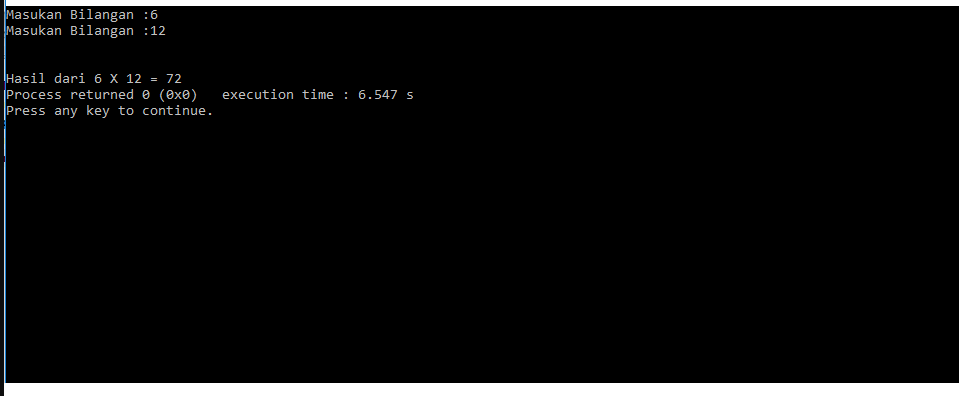 Masukan Bilangan :6
Masukan Bilangan :12
Hasil dari 6 X 12 = 72
Process returned 0 (0x0)   execution time : 6.547 s
Press any key to continue.